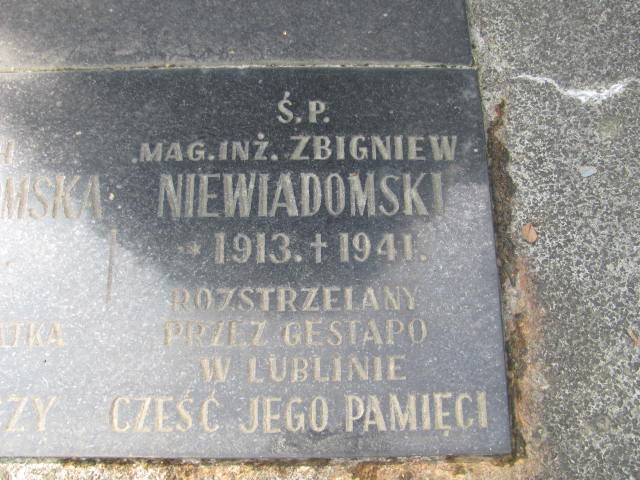 Ś.P.
MAG.INŻ. ZBIGNIEW
NIEWIADOMSKI
* 1913. † 1941.
ROZSTRZELANY
PRZEZ GESTAPO
W LUBLINIE
CZEŚĆ JEGO PAMIĘCI